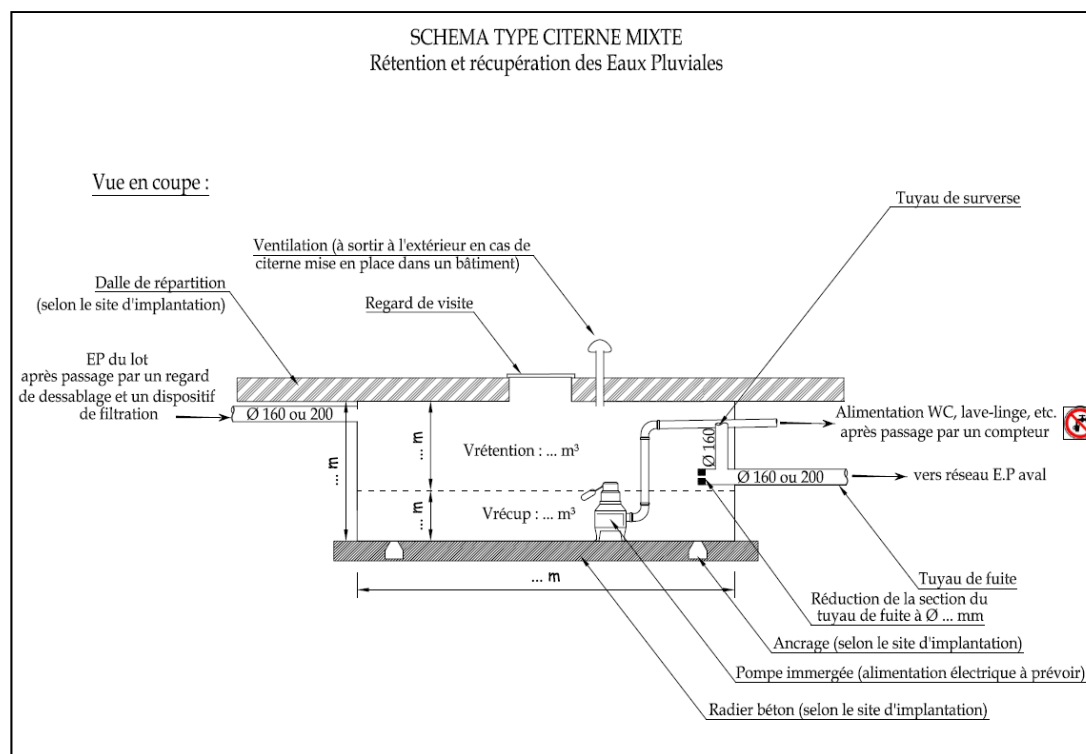 SCHEMA TYPE CITERNE MIXTE
Rétention et récupération des Eaux Pluviales
Vue en coupe :
Tuyau de surverse
Ventilation (à sortir à l'extérieur en cas de
citerne mise en place dans un bâtiment)
Dalle de répartition
(selon le site d'implantation)
Regard de visite
EP du lot
après passage par un regard
de dessablage et un dispositif
de filtration
Ø 160 ou 200
Alimentation WC, lave-linge, etc.
après passage par un compteur
... m
... m
Vrétention : ... m³
Ø 160
Ø 160 ou 200
vers réseau E.P aval
... m
Vrécup : ... m³
... m
Tuyau de fuite
Réduction de la section du
tuyau de fuite à Ø ... mm
Ancrage (selon le site d'implantation)
Pompe immergée (alimentation électrique à prévoir)
Radier béton (selon le site d'implantation)